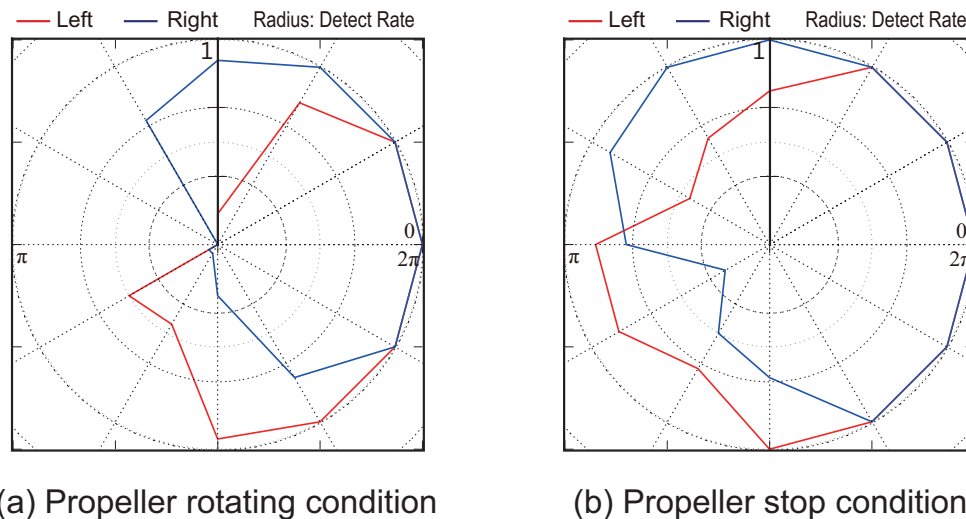 Left Right Radius: Detect Rate
1
0
π
2π
Left Right Radius: Detect Rate
1
0
π
2π
(a) Propeller rotating condition
(b) Propeller stop condition